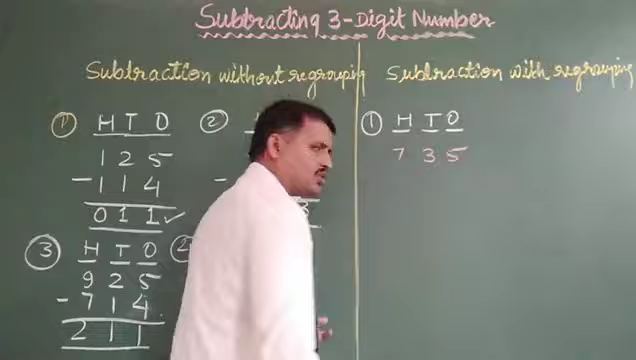 Subtracting 3-Digit Number
Subtraction without regrouping
Subtraction with regrouping
① H T O
1 2 5
- 1 1 4
0 1 1 ✓
②
-
3
③ H T O
9 2 5
- 7 1 4
2 1 1
① H T O
7 3 5